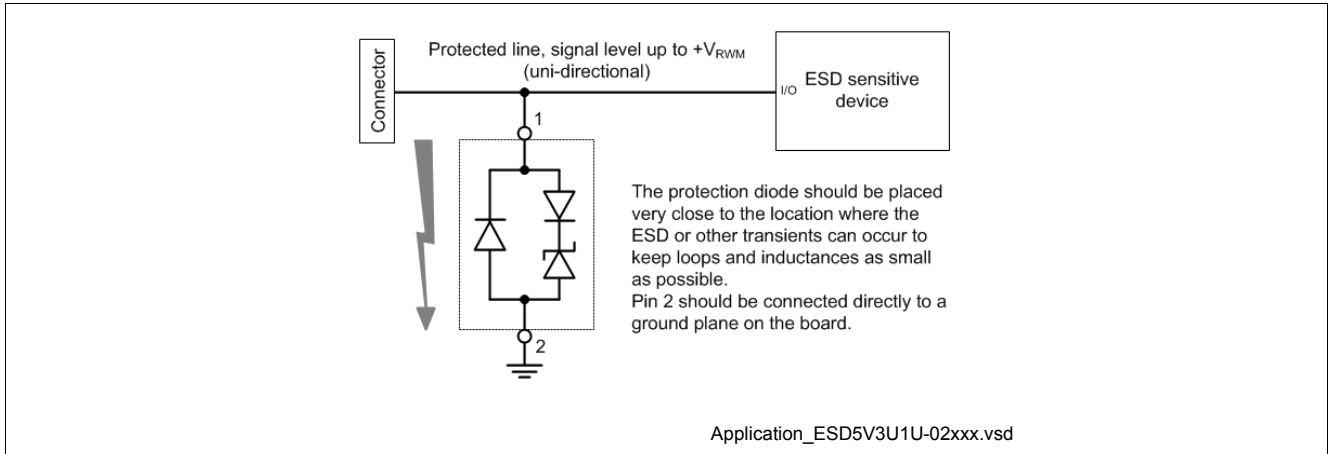 Connector
Protected line, signal level up to +VRWM
(uni-directional)
I/O
ESD sensitive
device
1
The protection diode should be placed
very close to the location where the
ESD or other transients can occur to
keep loops and inductances as small
as possible.
Pin 2 should be connected directly to a
ground plane on the board.
2
Application_ESD5V3U1U-02xxx.vsd